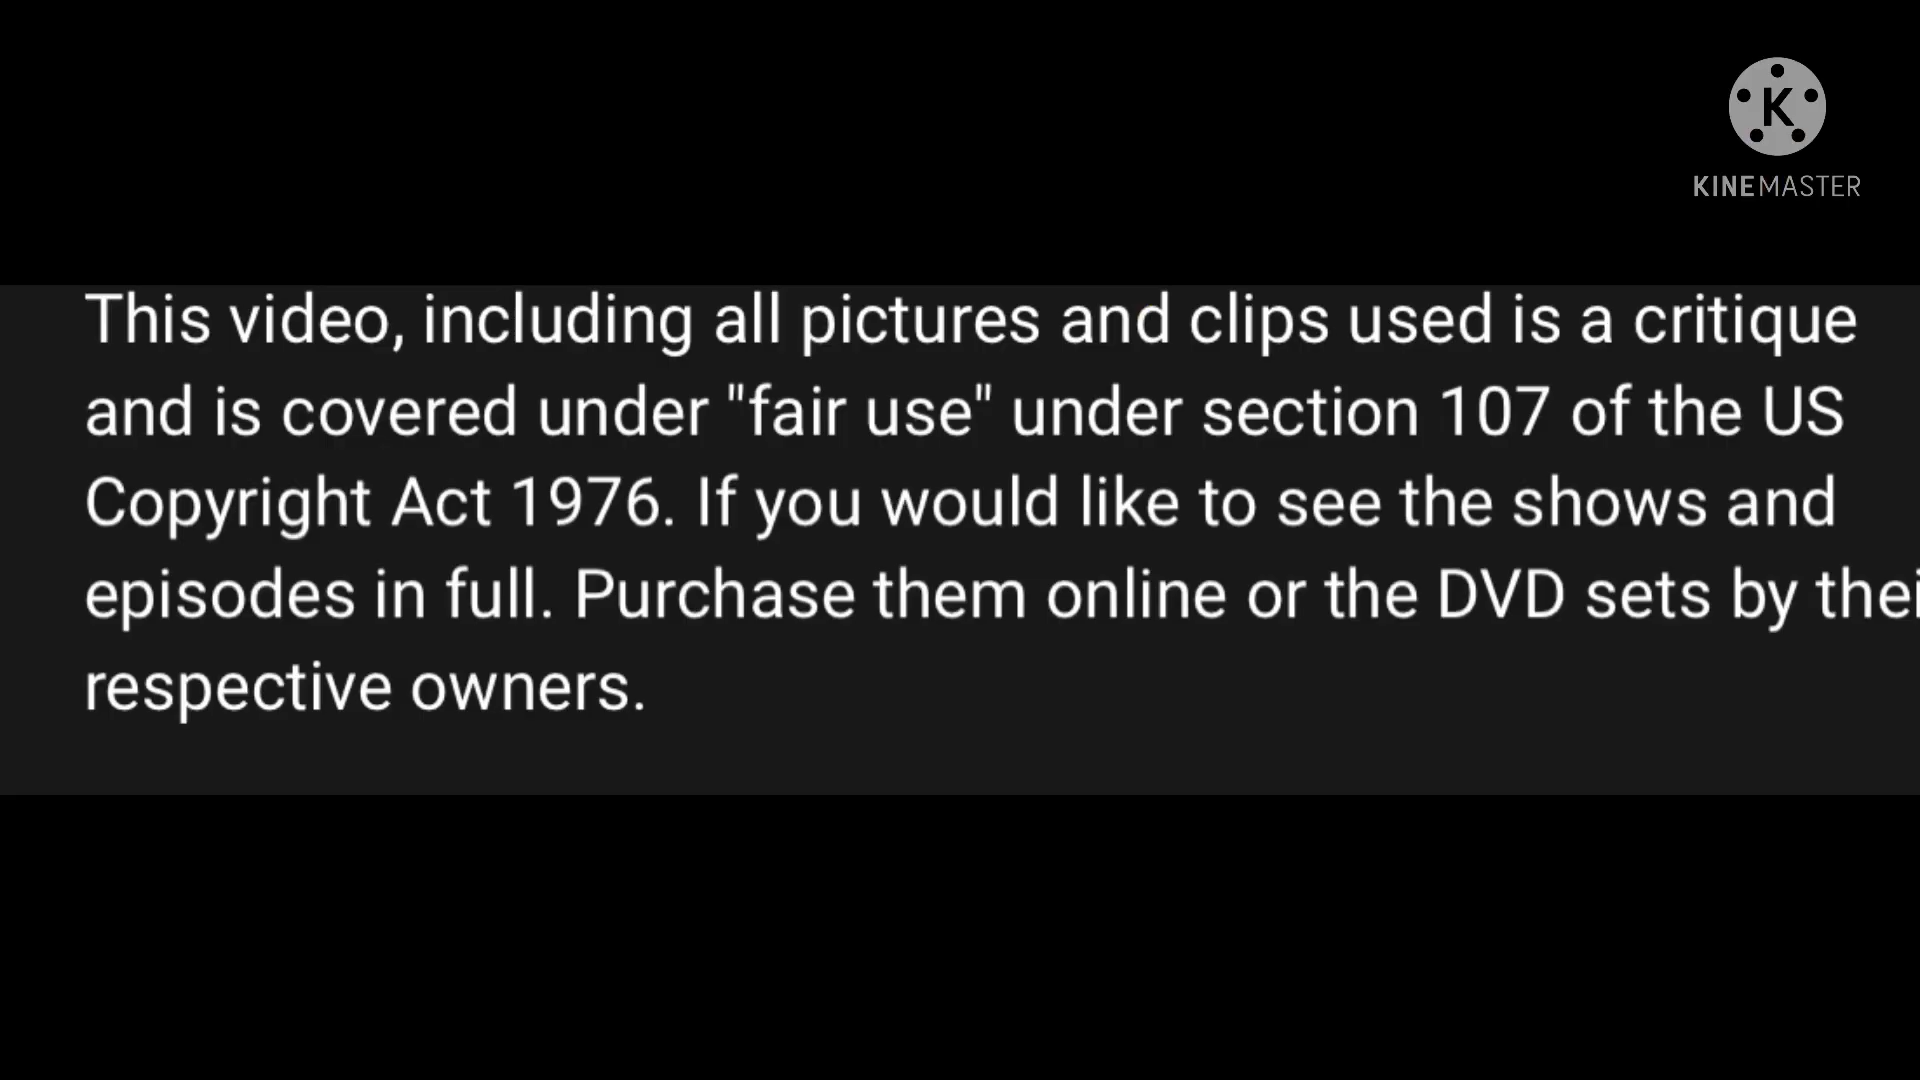 K
KINEMASTER
This video, including all pictures and clips used is a critique
and is covered under "fair use" under section 107 of the US
Copyright Act 1976. If you would like to see the shows and
episodes in full. Purchase them online or the DVD sets by thei
respective owners.